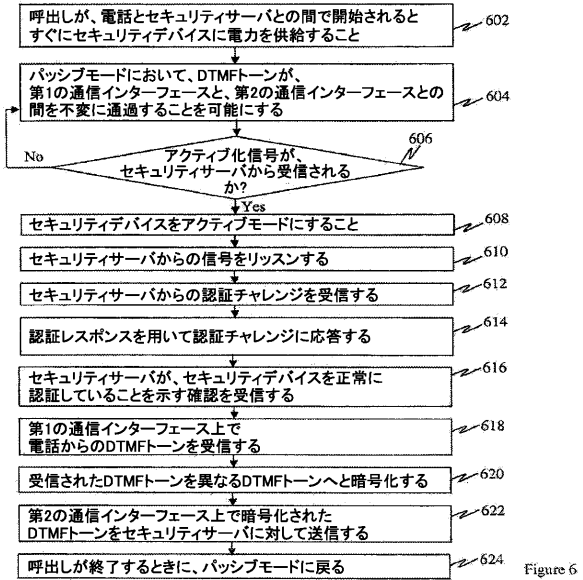 呼出しが、電話とセキュリティサーバとの間で開始されると
すぐにセキュリティデバイスに電力を供給すること
602
パッシブモードにおいて、DTMFトーンが、
第1の通信インターフェースと、第2の通信インターフェースとの
間を不変に通過することを可能にする
604
606
No
アクティブ化信号が、
セキュリティサーバから受信される
か?
Yes
セキュリティデバイスをアクティブモードにすること
608
セキュリティサーバからの信号をリッスンする
610
セキュリティサーバからの認証チャレンジを受信する
612
認証レスポンスを用いて認証チャレンジに応答する
614
セキュリティサーバが、セキュリティデバイスを正常に
認証していることを示す確認を受信する
616
第1の通信インターフェース上で
電話からのDTMFトーンを受信する
618
受信されたDTMFトーンを異なるDTMFトーンへと暗号化する
620
第2の通信インターフェース上で暗号化された
DTMFトーンをセキュリティサーバに対して送信する
622
呼出しが終了するときに、パッシブモードに戻る
624
Figure 6